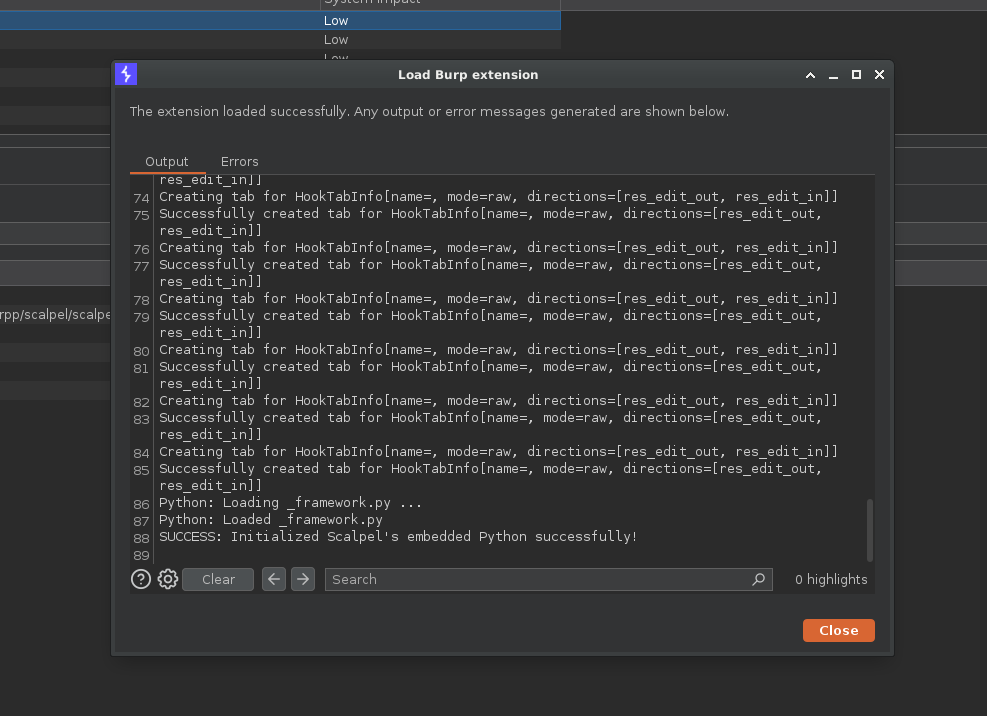 System Impact
Low
Low
Low
Load Burp extension
The extension loaded successfully. Any output or error messages generated are shown below.
Output Errors
res_edit_in]]
74 Creating tab for HookTabInfo[name=, mode=raw, directions=[res_edit_out, res_edit_in]]
75 Successfully created tab for HookTabInfo[name=, mode=raw, directions=[res_edit_out,
res_edit_in]]
76 Creating tab for HookTabInfo[name=, mode=raw, directions=[res_edit_out, res_edit_in]]
77 Successfully created tab for HookTabInfo[name=, mode=raw, directions=[res_edit_out,
res_edit_in]]
78 Creating tab for HookTabInfo[name=, mode=raw, directions=[res_edit_out, res_edit_in]]
79 Successfully created tab for HookTabInfo[name=, mode=raw, directions=[res_edit_out,
res_edit_in]]
80 Creating tab for HookTabInfo[name=, mode=raw, directions=[res_edit_out, res_edit_in]]
81 Successfully created tab for HookTabInfo[name=, mode=raw, directions=[res_edit_out,
res_edit_in]]
82 Creating tab for HookTabInfo[name=, mode=raw, directions=[res_edit_out, res_edit_in]]
83 Successfully created tab for HookTabInfo[name=, mode=raw, directions=[res_edit_out,
res_edit_in]]
84 Creating tab for HookTabInfo[name=, mode=raw, directions=[res_edit_out, res_edit_in]]
85 Successfully created tab for HookTabInfo[name=, mode=raw, directions=[res_edit_out,
res_edit_in]]
86 Python: Loading _framework.py ...
87 Python: Loaded _framework.py
88 SUCCESS: Initialized Scalpel's embedded Python successfully!
89
rpp/scalpel/scalpe
Clear Search 0 highlights
Close